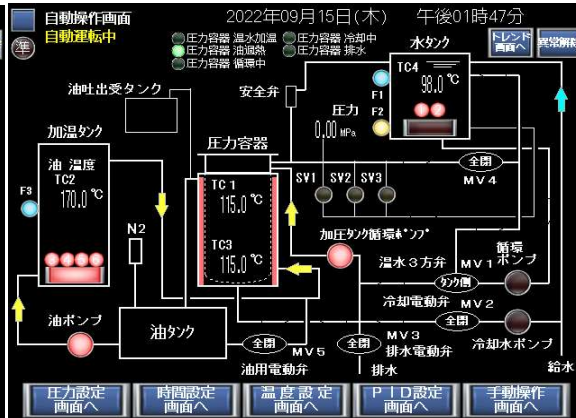 自動操作画面
自動運転中
準
2022年09月15日(木) 午後01時47分
圧力容器 温水加温
圧力容器 冷却中
圧力容器 油過熱
圧力容器 排水
圧力容器 循環中
トレンド
画面へ
異常解除
水タンク
TC4
98.0℃
F1
F2
油吐出受タンク
安全弁
圧力
0.00 MPa
加温タンク
圧力容器
油 温度
TC2
170.0℃
F3
TC1
115.0℃
TC3
115.0℃
SV1 SV2 SV3
全閉
MV4
N2
加圧タンク循環ポンプ
温水3方弁
MV1
タンク側
循環
ポンプ
冷却電動弁
MV2
全閉
冷却水ポンプ
油ポンプ
油タンク
全閉
MV5
油用電動弁
全閉
MV3
排水電動弁
排水
給水
圧力設定
画面へ
時間設定
画面へ
温度設定
画面へ
PID設定
画面へ
手動操作
画面へ